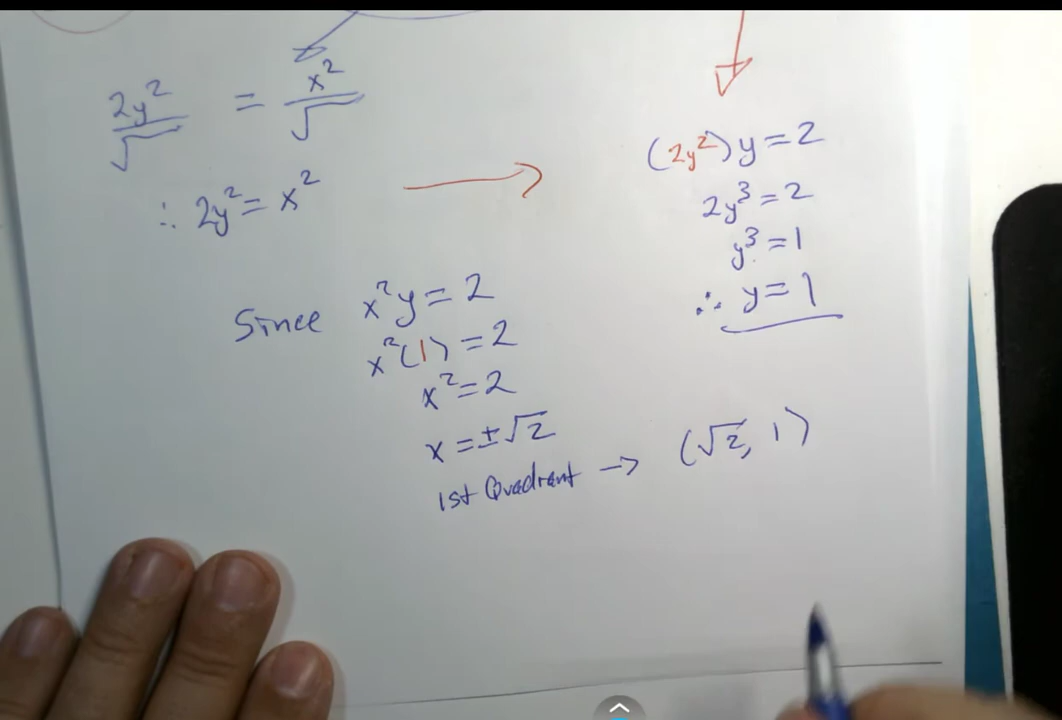 2y² / √ = x² / √
∴ 2y² = x²
(2y²)y = 2
2y³ = 2
y³ = 1
∴ y = 1
Since x²y = 2
x²(1) = 2
x² = 2
x = ±√2
1st Quadrant → (√2, 1)